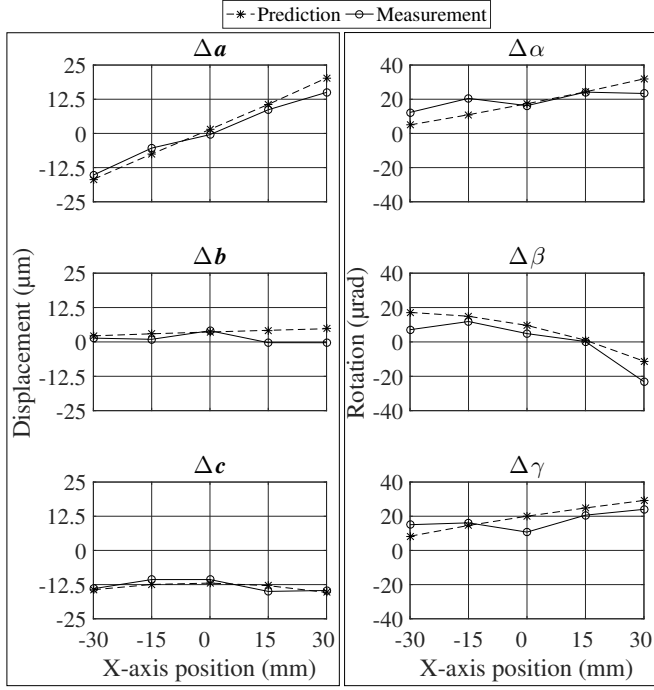 Prediction Measurement
Δa
25
12.5
0
-12.5
-25
Δb
25
12.5
0
-12.5
-25
Δc
25
12.5
0
-12.5
-25
-30 -15 0 15 30
X-axis position (mm)
Displacement (μm)
Δα
40
20
0
-20
-40
Δβ
40
20
0
-20
-40
Δγ
40
20
0
-20
-40
-30 -15 0 15 30
X-axis position (mm)
Rotation (μrad)